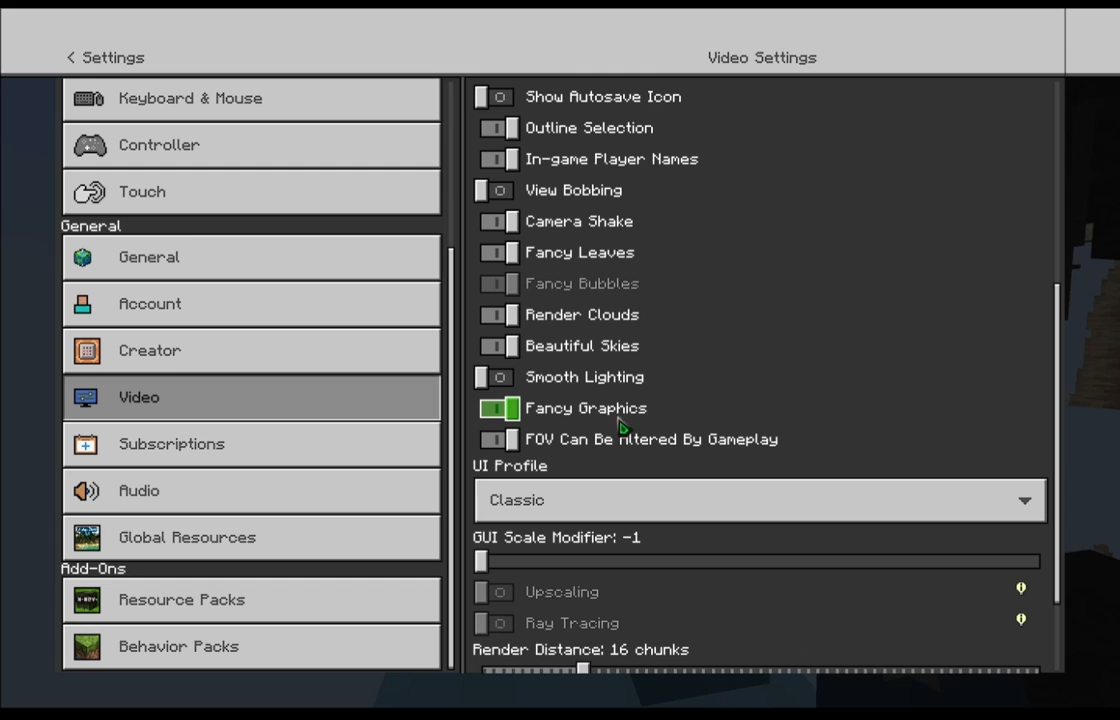 < Settings
Video Settings
Keyboard & Mouse
Controller
Touch
General
General
Account
Creator
Video
Subscriptions
Audio
Global Resources
Add-Ons
Resource Packs
Behavior Packs
Show Autosave Icon
Outline Selection
In-game Player Names
View Bobbing
Camera Shake
Fancy Leaves
Fancy Bubbles
Render Clouds
Beautiful Skies
Smooth Lighting
Fancy Graphics
FOV Can Be Altered By Gameplay
UI Profile
Classic
GUI Scale Modifier: -1
Upscaling
Ray Tracing
Render Distance: 16 chunks